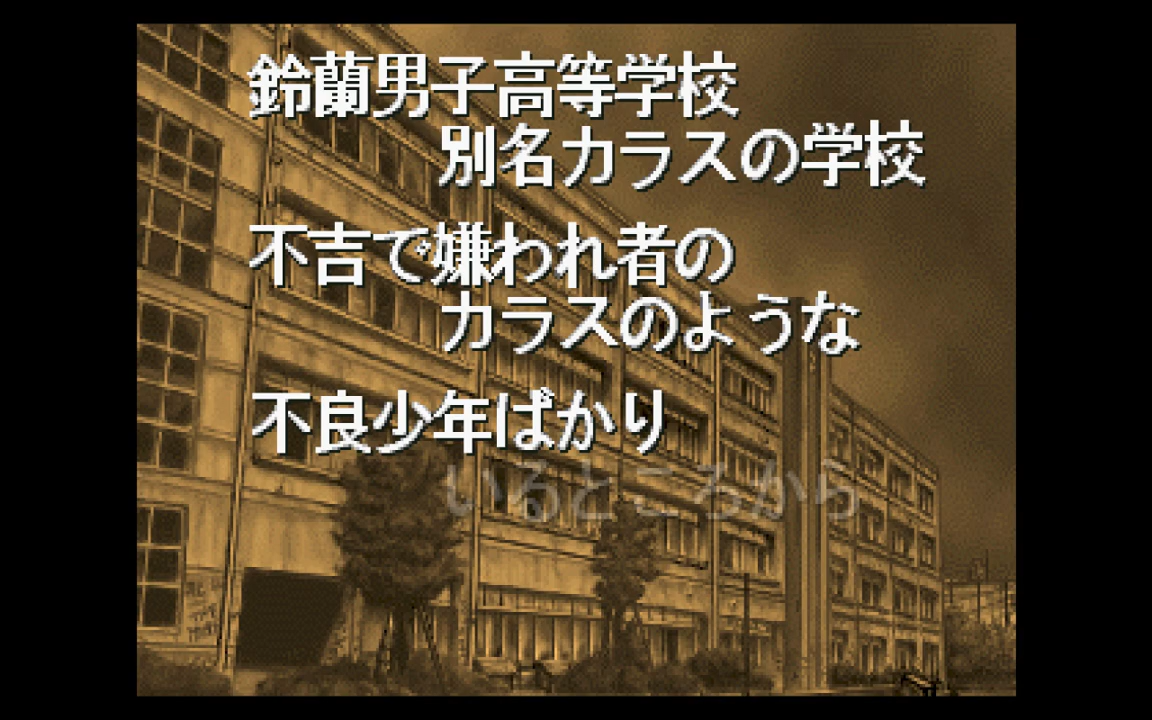 鈴蘭男子高等学校
別名カラスの学校
不吉で嫌われ者の
カラスのような
不良少年ばかり
いるところから